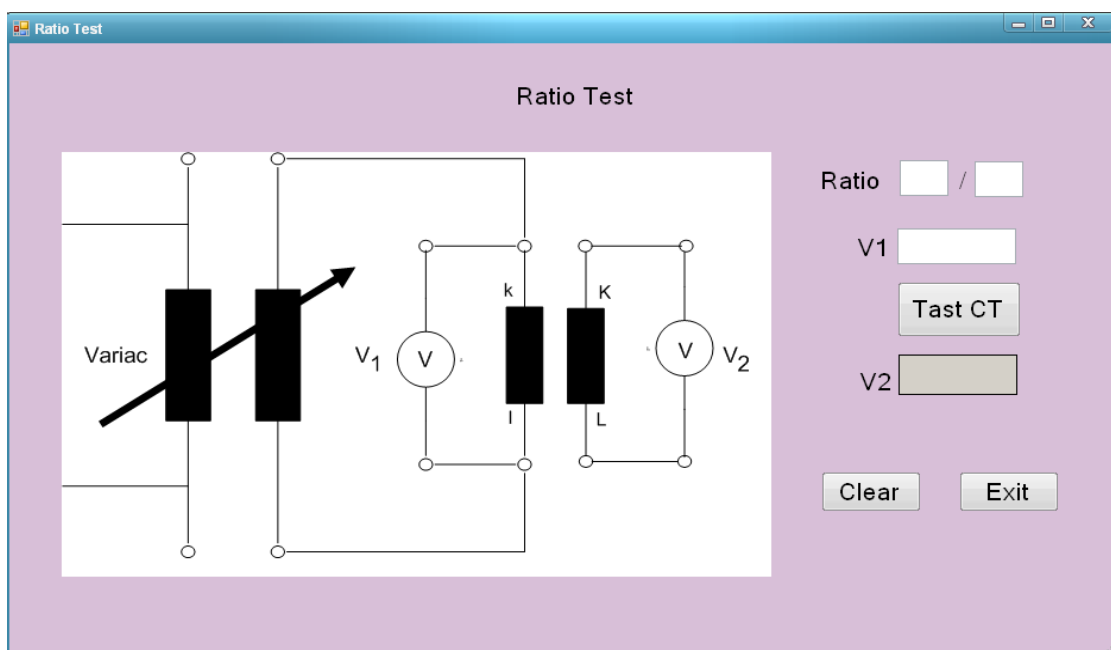 Ratio Test
Ratio Test
Ratio /
V1
Tast CT
V2
Clear Exit
Variac
V1
V
k
l
K
L
V
V2